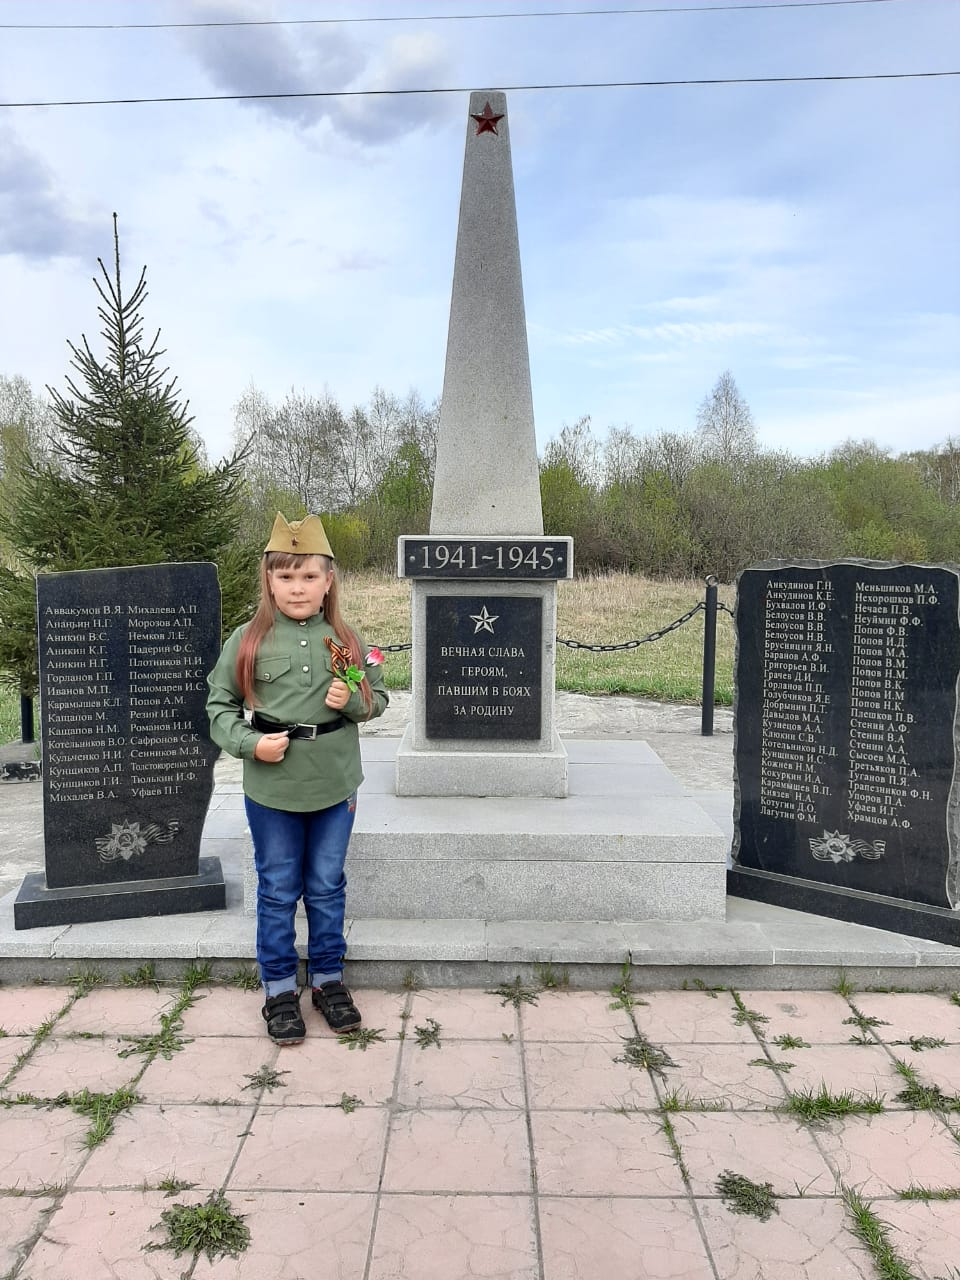 ·1941-1945·
ВЕЧНАЯ СЛАВА
· ГЕРОЯМ, ·
ПАВШИМ В БОЯХ
ЗА РОДИНУ
Аввакумов В.Я.
Ананьин Н.Г.
Аникин В.С.
Аникин К.Г.
Аникин Н.Г.
Горланов Г.П.
Иванов М.П.
Карамышев К.Л.
Кащапов М.
Кащапов Н.М.
Котельников В.О.
Кульченко Н.И.
Кунщиков А.П.
Кунщиков Г.И.
Михалев В.А.
Михалева А.П.
Морозов А.П.
Немков Л.Е.
Падерин Ф.С.
Плотников Н.И.
Поморцева К.С.
Пономарев И.С.
Попов А.М.
Резин И.Г.
Романов И.И.
Сафронов С.К.
Сенников М.Я.
Толстокоренко М.Л.
Тюлькин И.Ф.
Уфаев П.Г.
Анкудинов Г.Н.
Анкудинов К.Е.
Бухвалов И.Ф.
Белоусов В.В.
Белоусов В.В.
Белоусов Н.В.
Брусницин Я.Н.
Баранов А.Ф.
Григорьев В.И.
Грачев Д.И.
Горланов П.П.
Голубчиков Я.Е.
Добрынин П.Т.
Давыдов М.А.
Кузнецов А.А.
Клюкин С.В.
Котельников Н.Д.
Кунщиков И.С.
Кожнев Н.М.
Кокуркин И.А.
Карамышев В.П.
Князев Н.А.
Котугин Д.О.
Лагутин Ф.М.
Меньшиков М.А.
Нехорошков П.Ф.
Нечаев П.В.
Неуймин Ф.Ф.
Попов Ф.В.
Попов И.Д.
Попов М.А.
Попов В.М.
Попов Н.М.
Попов В.К.
Попов И.М.
Попов Н.К.
Плешков П.В.
Стенин А.Ф.
Стенин В.Д.
Стенин А.А.
Сысоев М.А.
Третьяков П.А.
Туганов П.Я.
Трапезников Ф.Н.
Упоров П.А.
Уфаев И.Г.
Храмцов А.Ф.